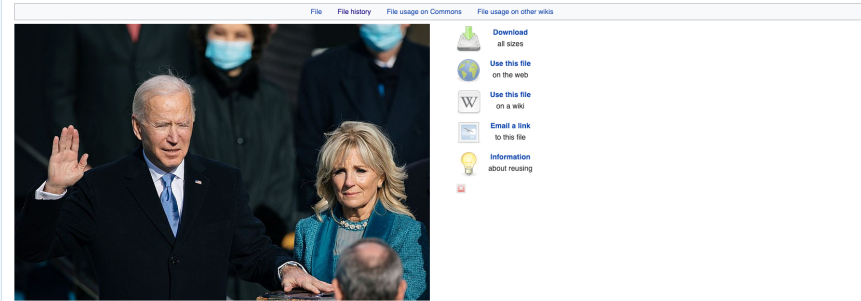 File File history File usage on Commons File usage on other wikis
Download
all sizes
Use this file
on the web
W
Use this file
on a wiki
Email a link
to this file
Information
about reusing